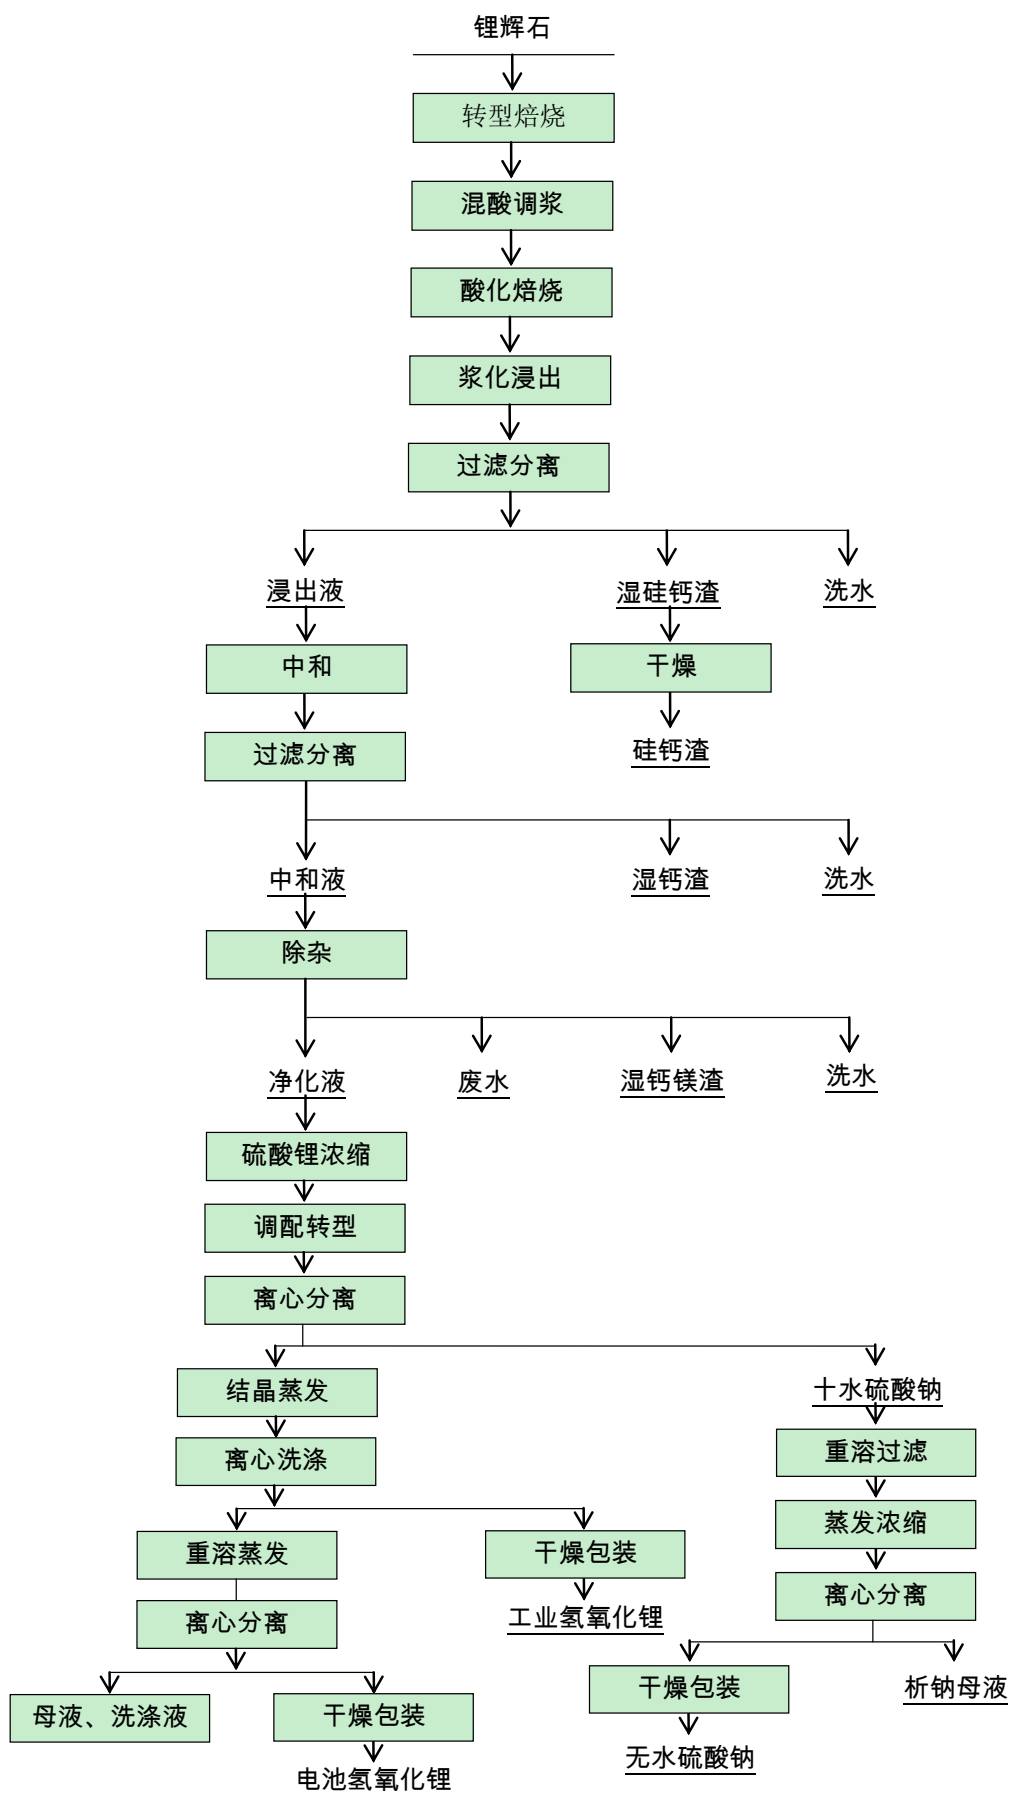 锂辉石
转型焙烧
混酸调浆
酸化焙烧
浆化浸出
过滤分离
浸出液
湿硅钙渣
洗水
中和
干燥
过滤分离
硅钙渣
中和液
湿钙渣
洗水
除杂
净化液
废水
湿钙镁渣
洗水
硫酸锂浓缩
调配转型
离心分离
结晶蒸发
十水硫酸钠
离心洗涤
重溶过滤
蒸发浓缩
重溶蒸发
干燥包装
离心分离
离心分离
工业氢氧化锂
母液、洗涤液
干燥包装
干燥包装
析钠母液
电池氢氧化锂
无水硫酸钠